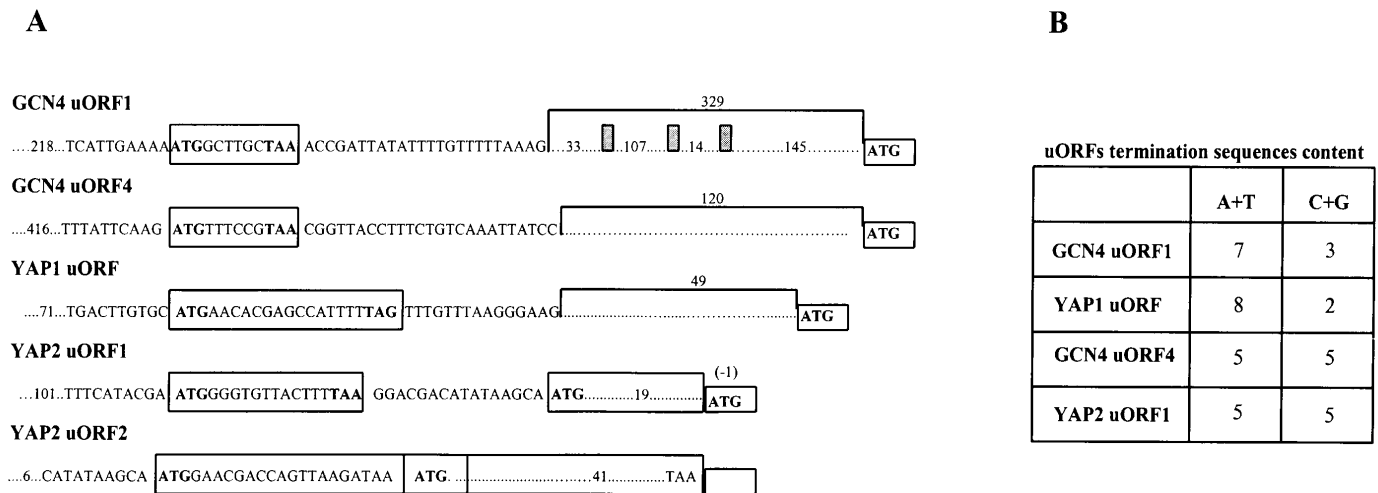 A
GCN4 uORF1
329
....218...TCATTGAAAAATGGCTTGCTAA ACCGATTATATTTTGTTTTTAAAG...33......107......14......145.......... ATG
GCN4 uORF4
120
....416...TTTATTCAAG ATGTTTCCGTAA CGGTTACCTTTCTGTCAAATTATCC........................ ATG
YAP1 uORF
49
....71...TGACTTGTGC ATGAACACGAGCCATTTTTAG TTTGTTTAAGGGAAG........................ ATG
YAP2 uORF1
(-1)
...101..TTTCATACGA ATGGGGTGTTACTTTTAA GGACGACATATAAGCA ATG............19............ ATG
YAP2 uORF2
....6...CATATAAGCA ATGGAACGACCAGTTAAGATAA ATG. ........................41...............TAA
B
uORFs termination sequences content
A+T C+G
GCN4 uORF1 7 3
YAP1 uORF 8 2
GCN4 uORF4 5 5
YAP2 uORF1 5 5